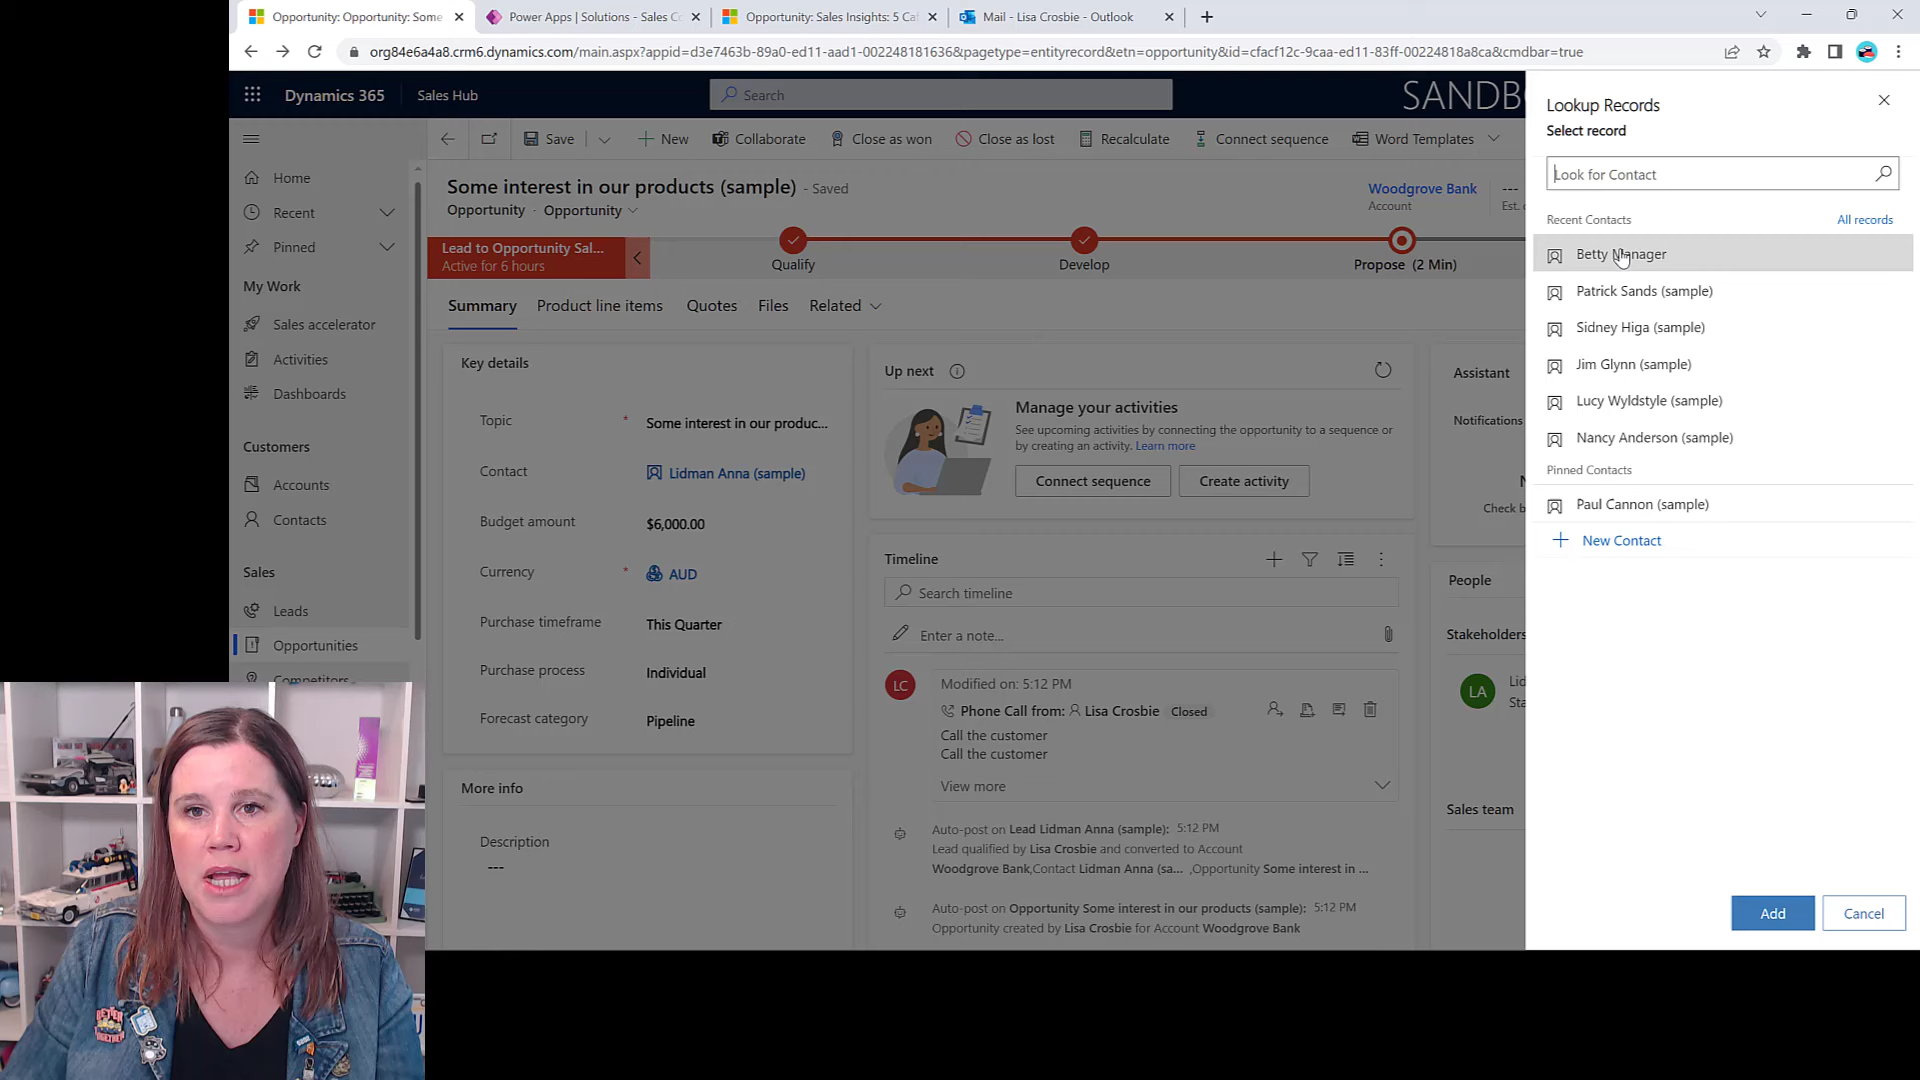 Opportunity: Opportunity: Some
Power Apps | Solutions - Sales Co
Opportunity: Sales Insights: 5 Caf
Mail - Lisa Crosbie - Outlook
org84e6a4a8.crm6.dynamics.com/main.aspx?appid=d3e7463b-89a0-ed11-aad1-002248181636&pagetype=entityrecord&etn=opportunity&id=cfacf12c-9caa-ed11-83ff-00224818a8ca&cmdbar=true
Dynamics 365
Sales Hub
Search
SANDB
Save
New
Collaborate
Close as won
Close as lost
Recalculate
Connect sequence
Word Templates
Home
Recent
Pinned
My Work
Sales accelerator
Activities
Dashboards
Customers
Accounts
Contacts
Sales
Leads
Opportunities
Competitors
Some interest in our products (sample) - Saved
Opportunity · Opportunity
Woodgrove Bank
Account
---
Est.
Lead to Opportunity Sal...
Active for 6 hours
Qualify
Develop
Propose (2 Min)
Summary
Product line items
Quotes
Files
Related
Key details
Topic * Some interest in our produc...
Contact Lidman Anna (sample)
Budget amount $6,000.00
Currency * AUD
Purchase timeframe This Quarter
Purchase process Individual
Forecast category Pipeline
More info
Description
---
Up next
Manage your activities
See upcoming activities by connecting the opportunity to a sequence or
by creating an activity. Learn more
Connect sequence
Create activity
Timeline
Search timeline
Enter a note...
LC
Modified on: 5:12 PM
Phone Call from: Lisa Crosbie Closed
Call the customer
Call the customer
View more
Auto-post on Lead Lidman Anna (sample): 5:12 PM
Lead qualified by Lisa Crosbie and converted to Account
Woodgrove Bank,Contact Lidman Anna (sa... ,Opportunity Some interest in ...
Auto-post on Opportunity Some interest in our products (sample): 5:12 PM
Opportunity created by Lisa Crosbie for Account Woodgrove Bank
Assistant
Notifications
Check b
People
Stakeholders
LA
Lid
Sta
Sales team
Lookup Records
Select record
Look for Contact
Recent Contacts
All records
Betty Manager
Patrick Sands (sample)
Sidney Higa (sample)
Jim Glynn (sample)
Lucy Wyldstyle (sample)
Nancy Anderson (sample)
Pinned Contacts
Paul Cannon (sample)
New Contact
Add
Cancel